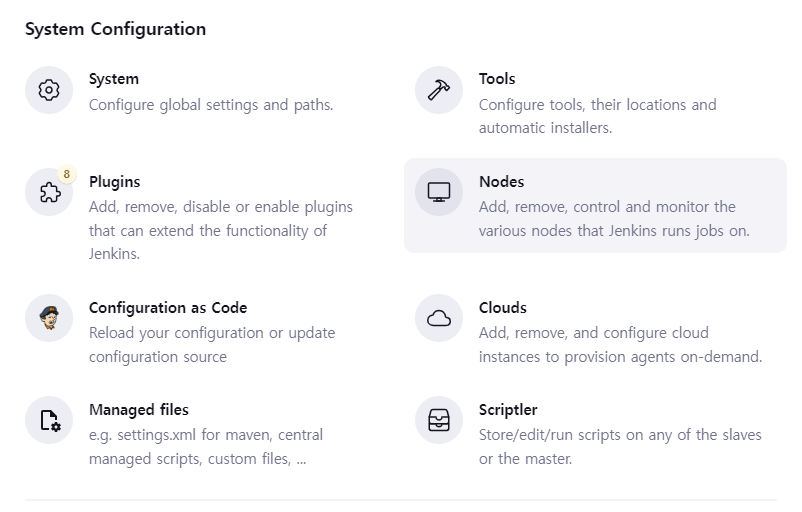 System Configuration
System
Configure global settings and paths.
Tools
Configure tools, their locations and
automatic installers.
8
Plugins
Add, remove, disable or enable plugins
that can extend the functionality of
Jenkins.
Nodes
Add, remove, control and monitor the
various nodes that Jenkins runs jobs on.
Configuration as Code
Reload your configuration or update
configuration source
Clouds
Add, remove, and configure cloud
instances to provision agents on-demand.
Managed files
e.g. settings.xml for maven, central
managed scripts, custom files, ...
Scriptler
Store/edit/run scripts on any of the slaves
or the master.